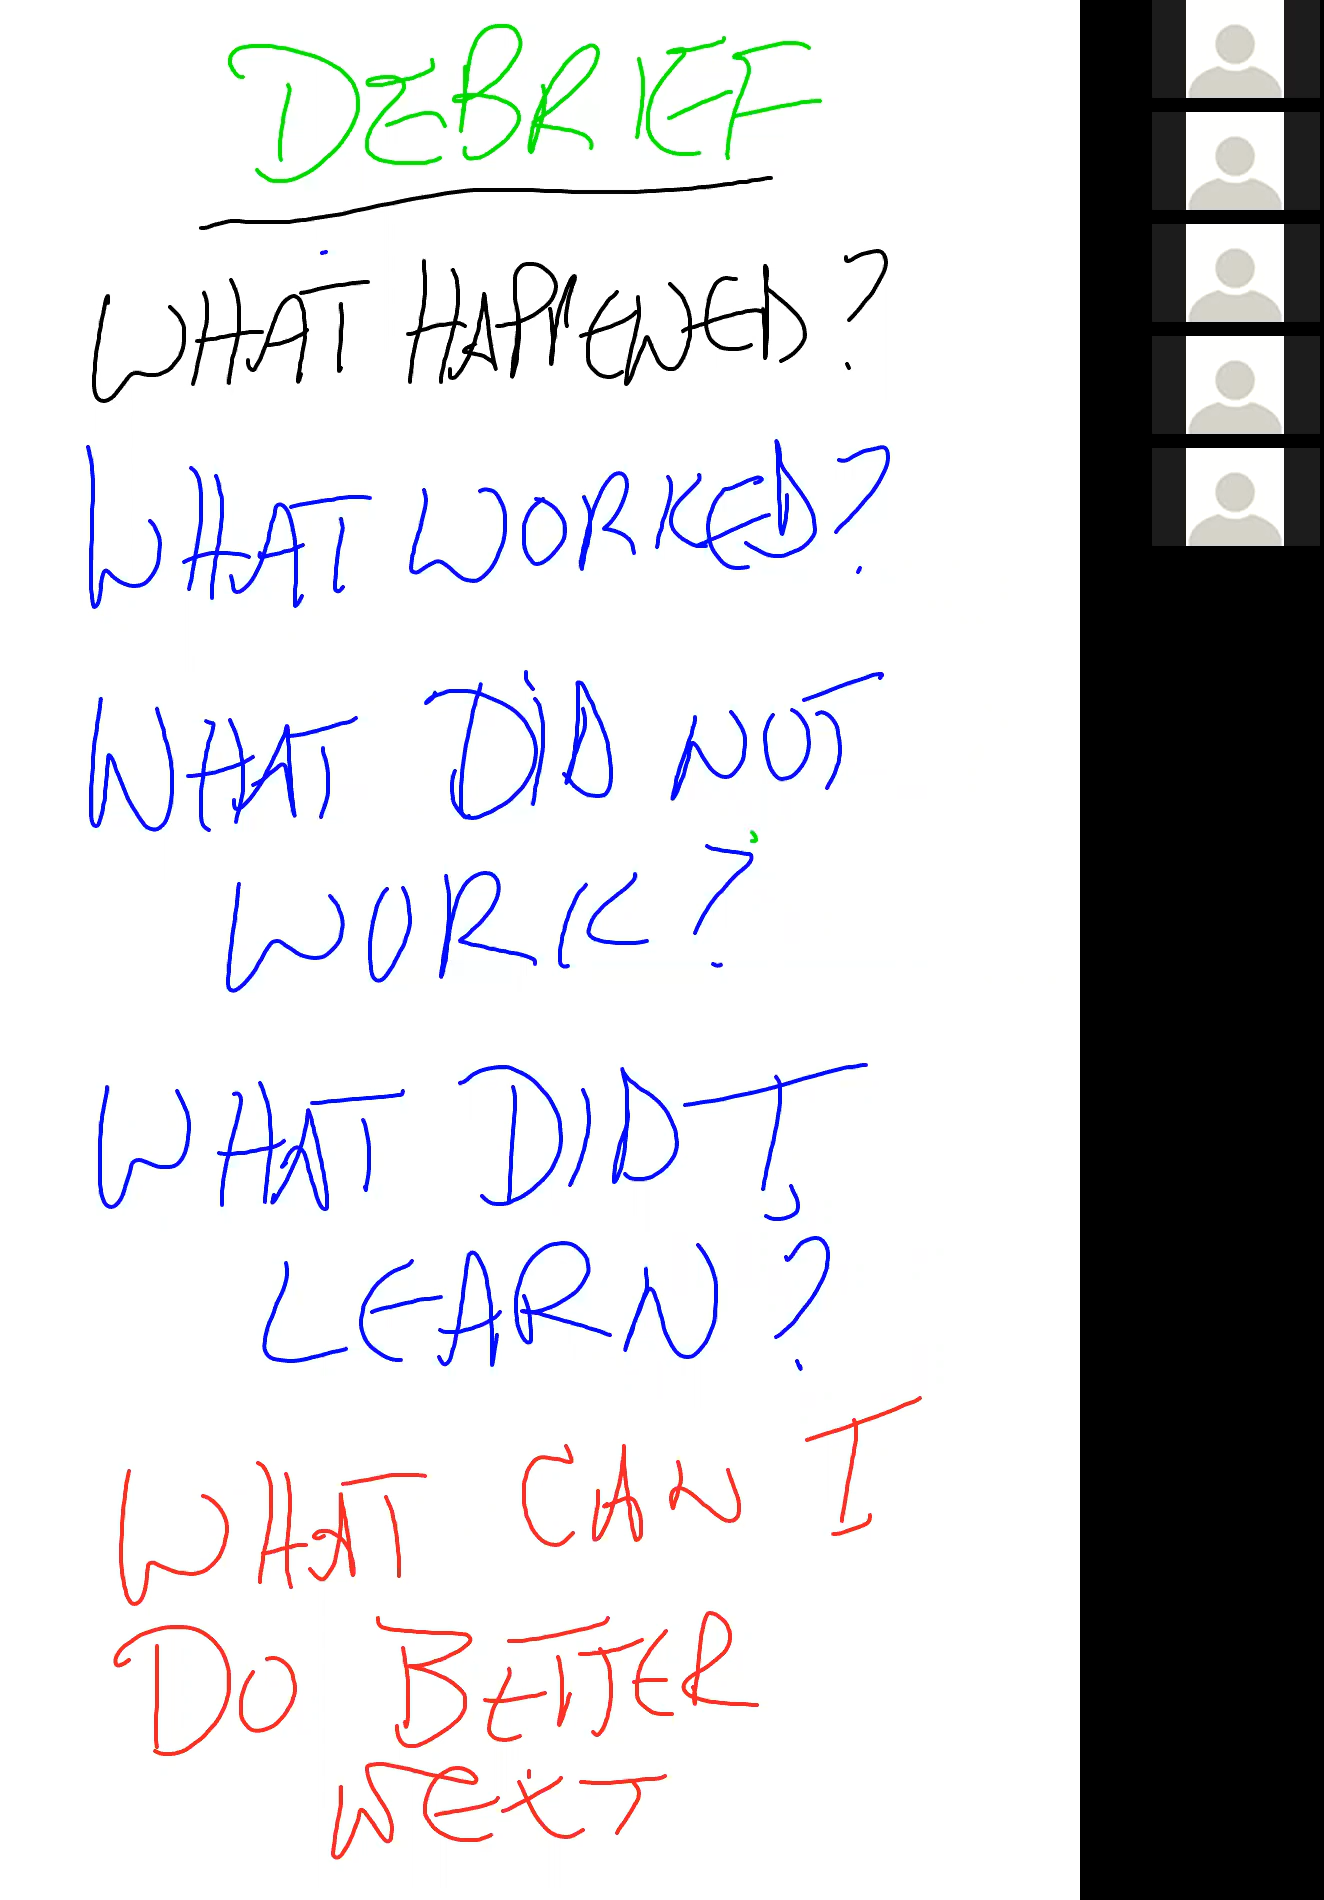 DEBRIEF
WHAT HAPPENED?
WHAT WORKED?
WHAT DID NOT
WORK?
WHAT DID I
LEARN?
WHAT CAN I
DO BETTER
NEXT